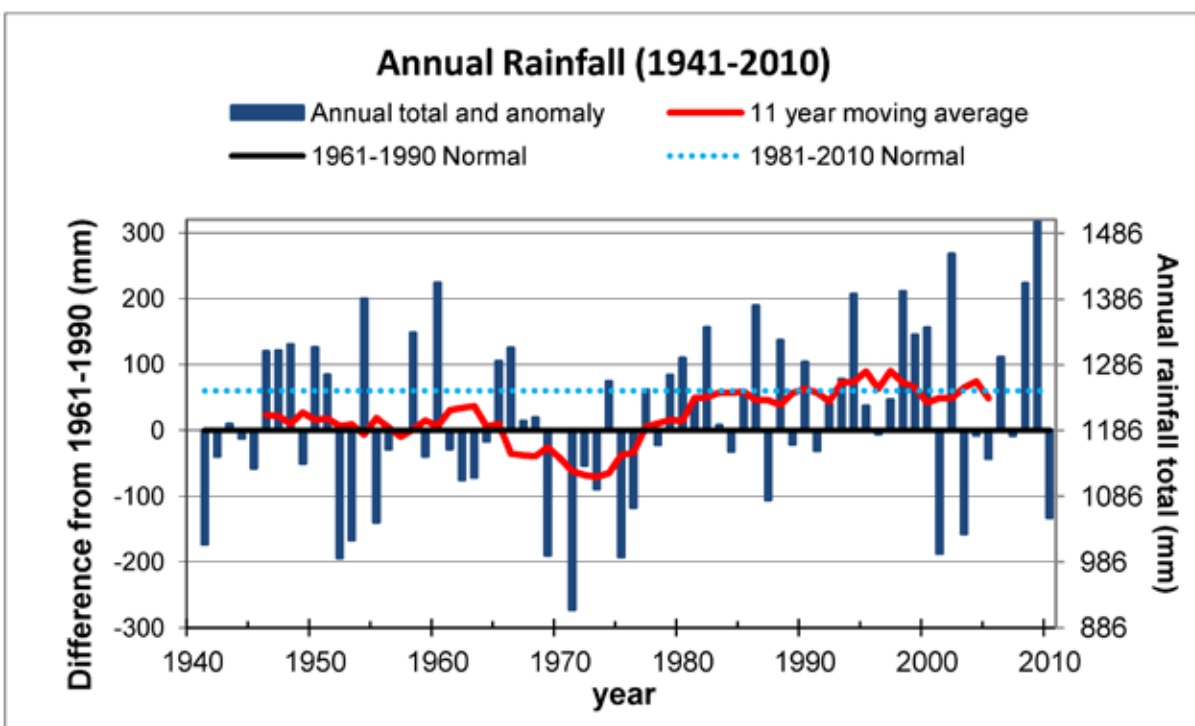 Annual Rainfall (1941-2010)
Annual total and anomaly 11 year moving average
1961-1990 Normal 1981-2010 Normal
Difference from 1961-1990 (mm)
300
200
100
0
-100
-200
-300
1486
1386
1286
1186
1086
986
886
Annual rainfall total (mm)
1940 1950 1960 1970 1980 1990 2000 2010
year